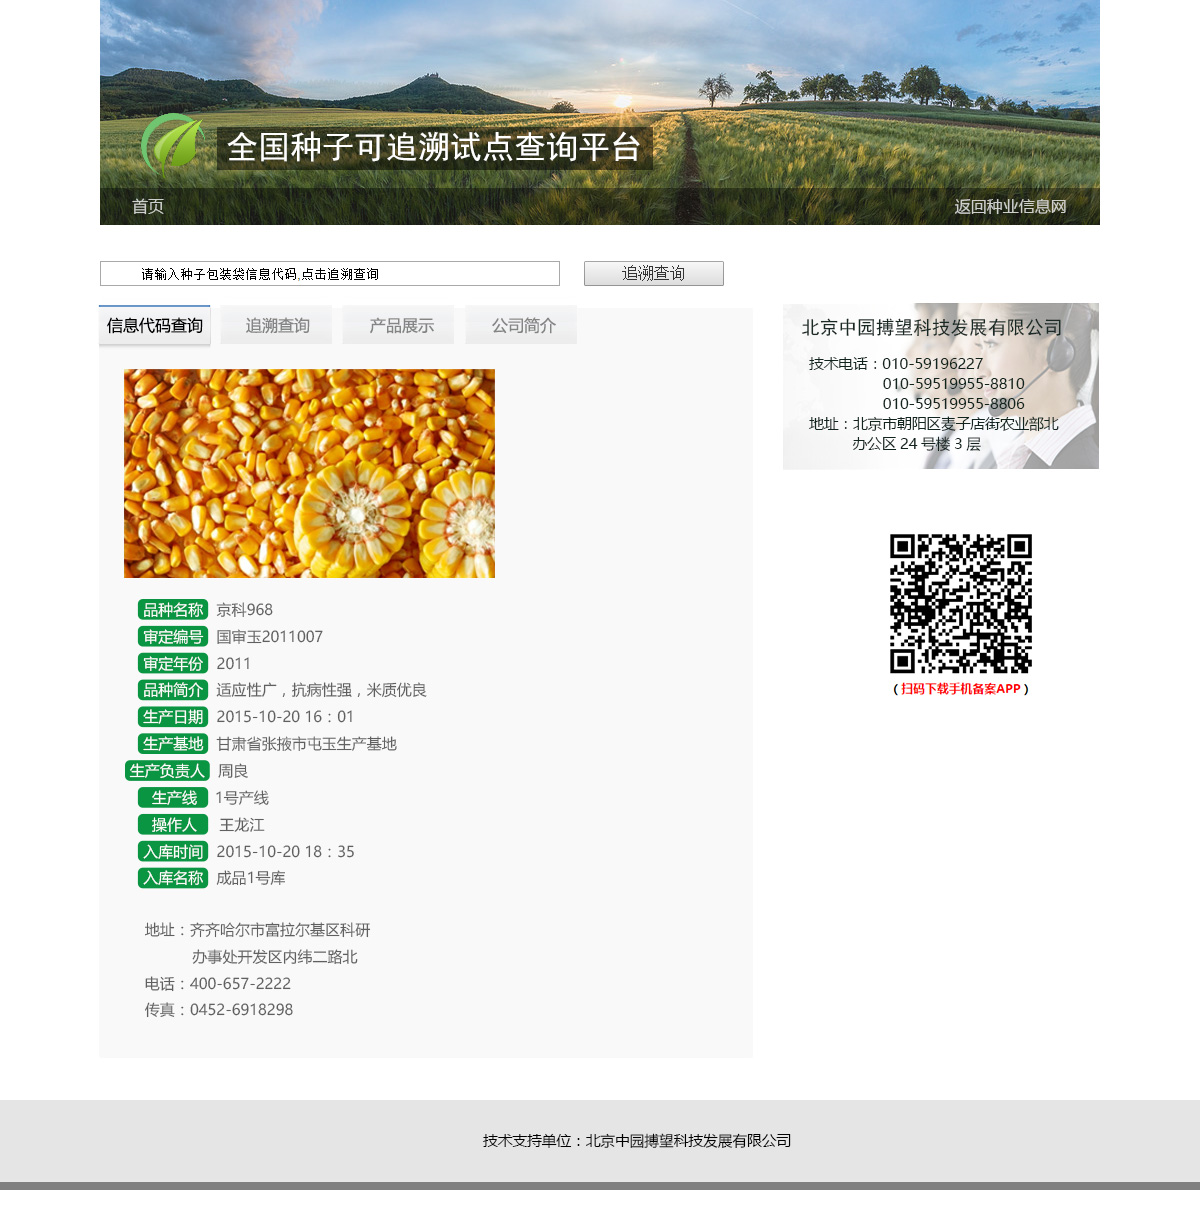 全国种子可追溯试点查询平台
首页
返回种业信息网
请输入种子包装袋信息代码,点击追溯查询
追溯查询
信息代码查询
追溯查询
产品展示
公司简介
北京中园搏望科技发展有限公司
技术电话：010-59196227
010-59519955-8810
010-59519955-8806
地址：北京市朝阳区麦子店街农业部北
办公区 24 号楼 3 层
（扫码下载手机备案APP）
品种名称 京科968
审定编号 国审玉2011007
审定年份 2011
品种简介 适应性广，抗病性强，米质优良
生产日期 2015-10-20 16：01
生产基地 甘肃省张掖市屯玉生产基地
生产负责人 周良
生产线 1号产线
操作人 王龙江
入库时间 2015-10-20 18：35
入库名称 成品1号库
地址：齐齐哈尔市富拉尔基区科研
办事处开发区内纬二路北
电话：400-657-2222
传真：0452-6918298
技术支持单位：北京中园搏望科技发展有限公司